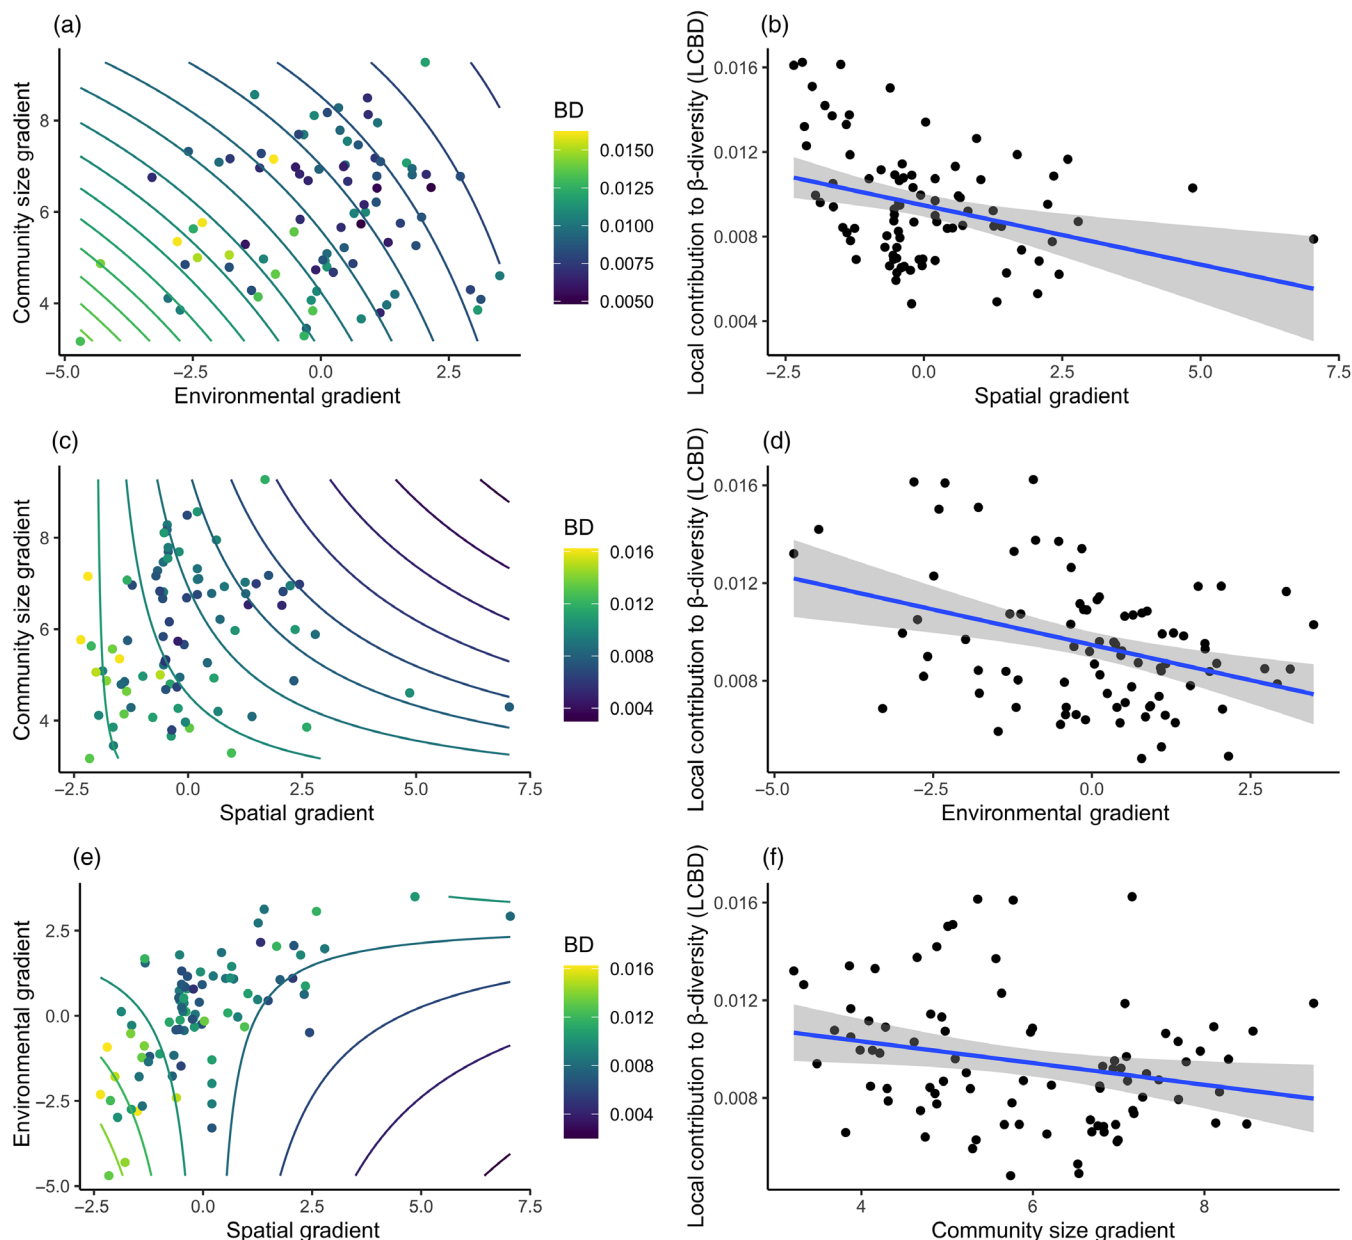 (a)
Community size gradient
8
6
4
−5.0
−2.5
0.0
2.5
Environmental gradient
BD
0.0150
0.0125
0.0100
0.0075
0.0050
(b)
Local contribution to β-diversity (LCBD)
0.016
0.012
0.008
0.004
−2.5
0.0
2.5
5.0
7.5
Spatial gradient
(c)
Community size gradient
8
6
4
−2.5
0.0
2.5
5.0
7.5
Spatial gradient
BD
0.016
0.012
0.008
0.004
(d)
Local contribution to β-diversity (LCBD)
0.016
0.012
0.008
−5.0
−2.5
0.0
2.5
Environmental gradient
(e)
Environmental gradient
2.5
0.0
−2.5
−5.0
−2.5
0.0
2.5
5.0
7.5
Spatial gradient
BD
0.016
0.012
0.008
0.004
(f)
Local contribution to β-diversity (LCBD)
0.016
0.012
0.008
4
6
8
Community size gradient